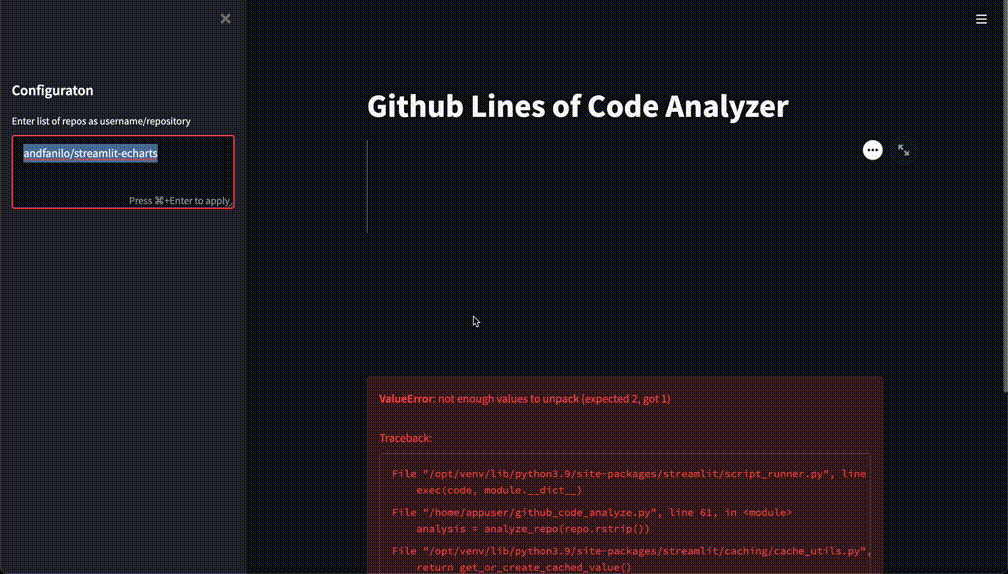 Configuraton
Enter list of repos as username/repository
andfanilo/streamlit-echarts
Press ⌘+Enter to apply
Github Lines of Code Analyzer
ValueError: not enough values to unpack (expected 2, got 1)
Traceback:
File "/opt/venv/lib/python3.9/site-packages/streamlit/script_runner.py", line
exec(code, module.__dict__)
File "/home/appuser/github_code_analyze.py", line 61, in <module>
analysis = analyze_repo(repo.rstrip())
File "/opt/venv/lib/python3.9/site-packages/streamlit/caching/cache_utils.py",
return get_or_create_cached_value()